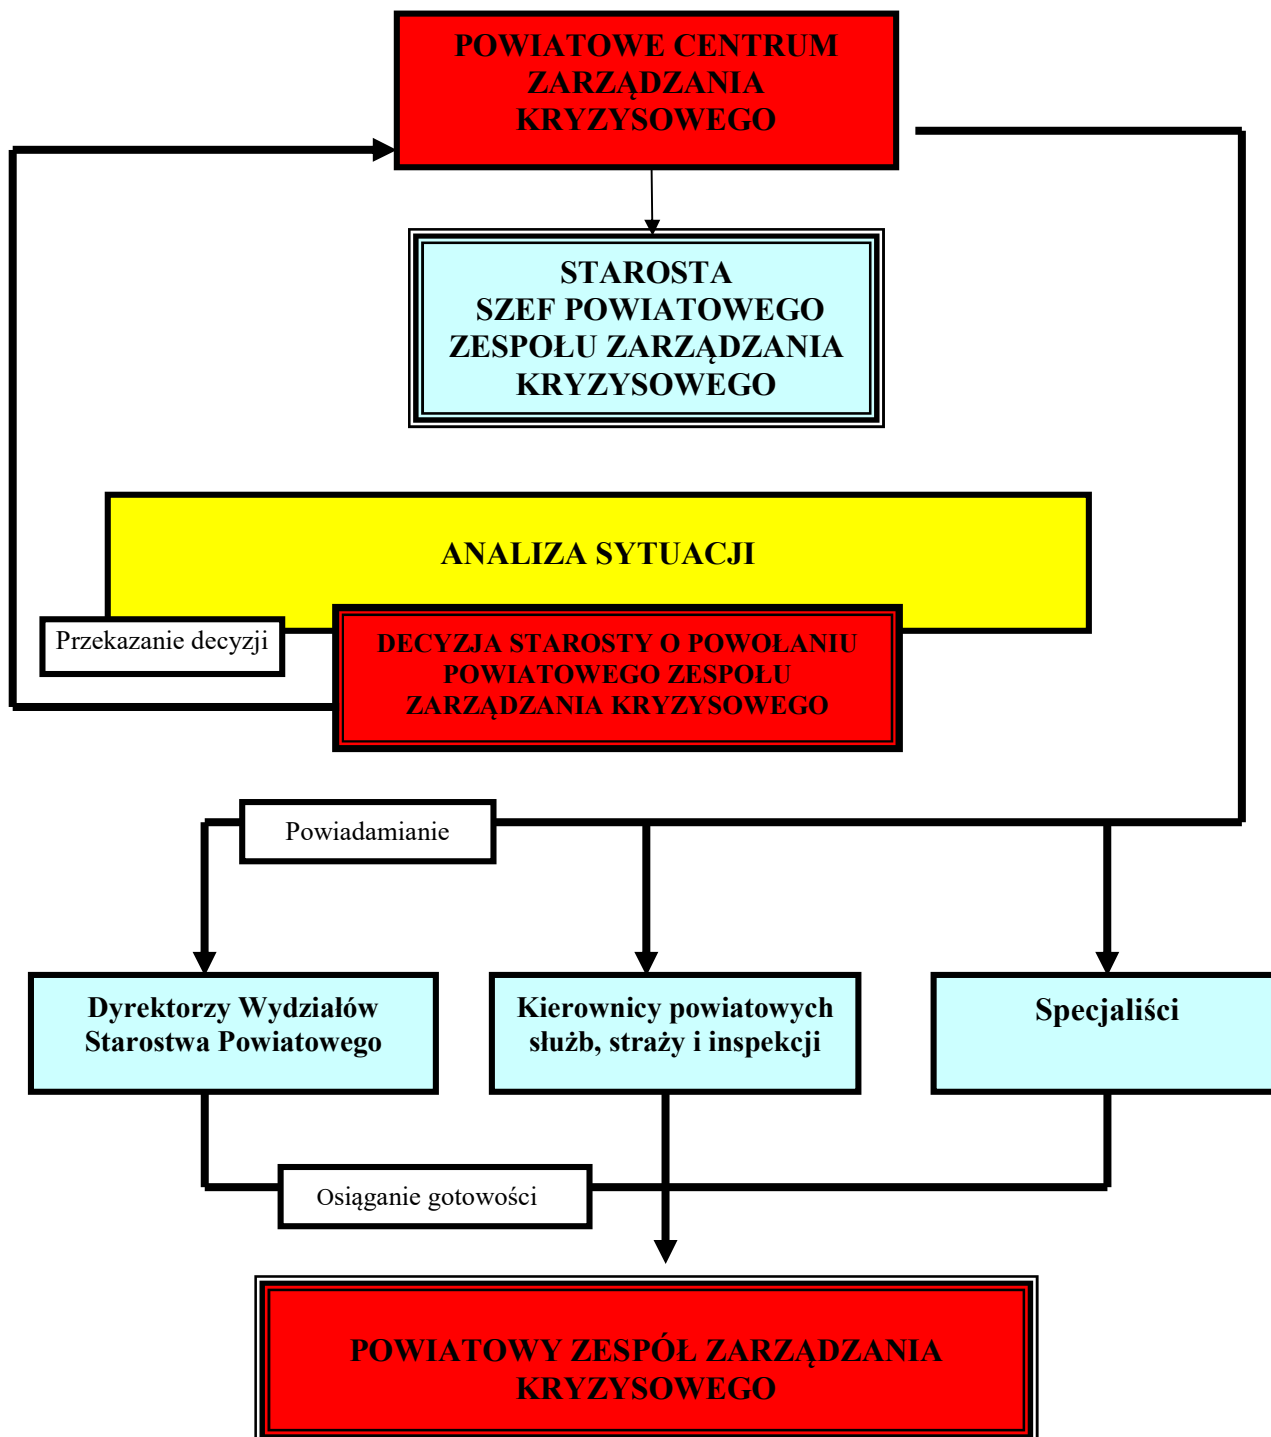 POWIATOWE CENTRUM
ZARZĄDZANIA
KRYZYSOWEGO
STAROSTA
SZEF POWIATOWEGO
ZESPOŁU ZARZĄDZANIA
KRYZYSOWEGO
ANALIZA SYTUACJI
Przekazanie decyzji
DECYZJA STAROSTY O POWOŁANIU
POWIATOWEGO ZESPOŁU
ZARZĄDZANIA KRYZYSOWEGO
Powiadamianie
Dyrektorzy Wydziałów
Starostwa Powiatowego
Kierownicy powiatowych
służb, straży i inspekcji
Specjaliści
Osiąganie gotowości
POWIATOWY ZESPÓŁ ZARZĄDZANIA
KRYZYSOWEGO